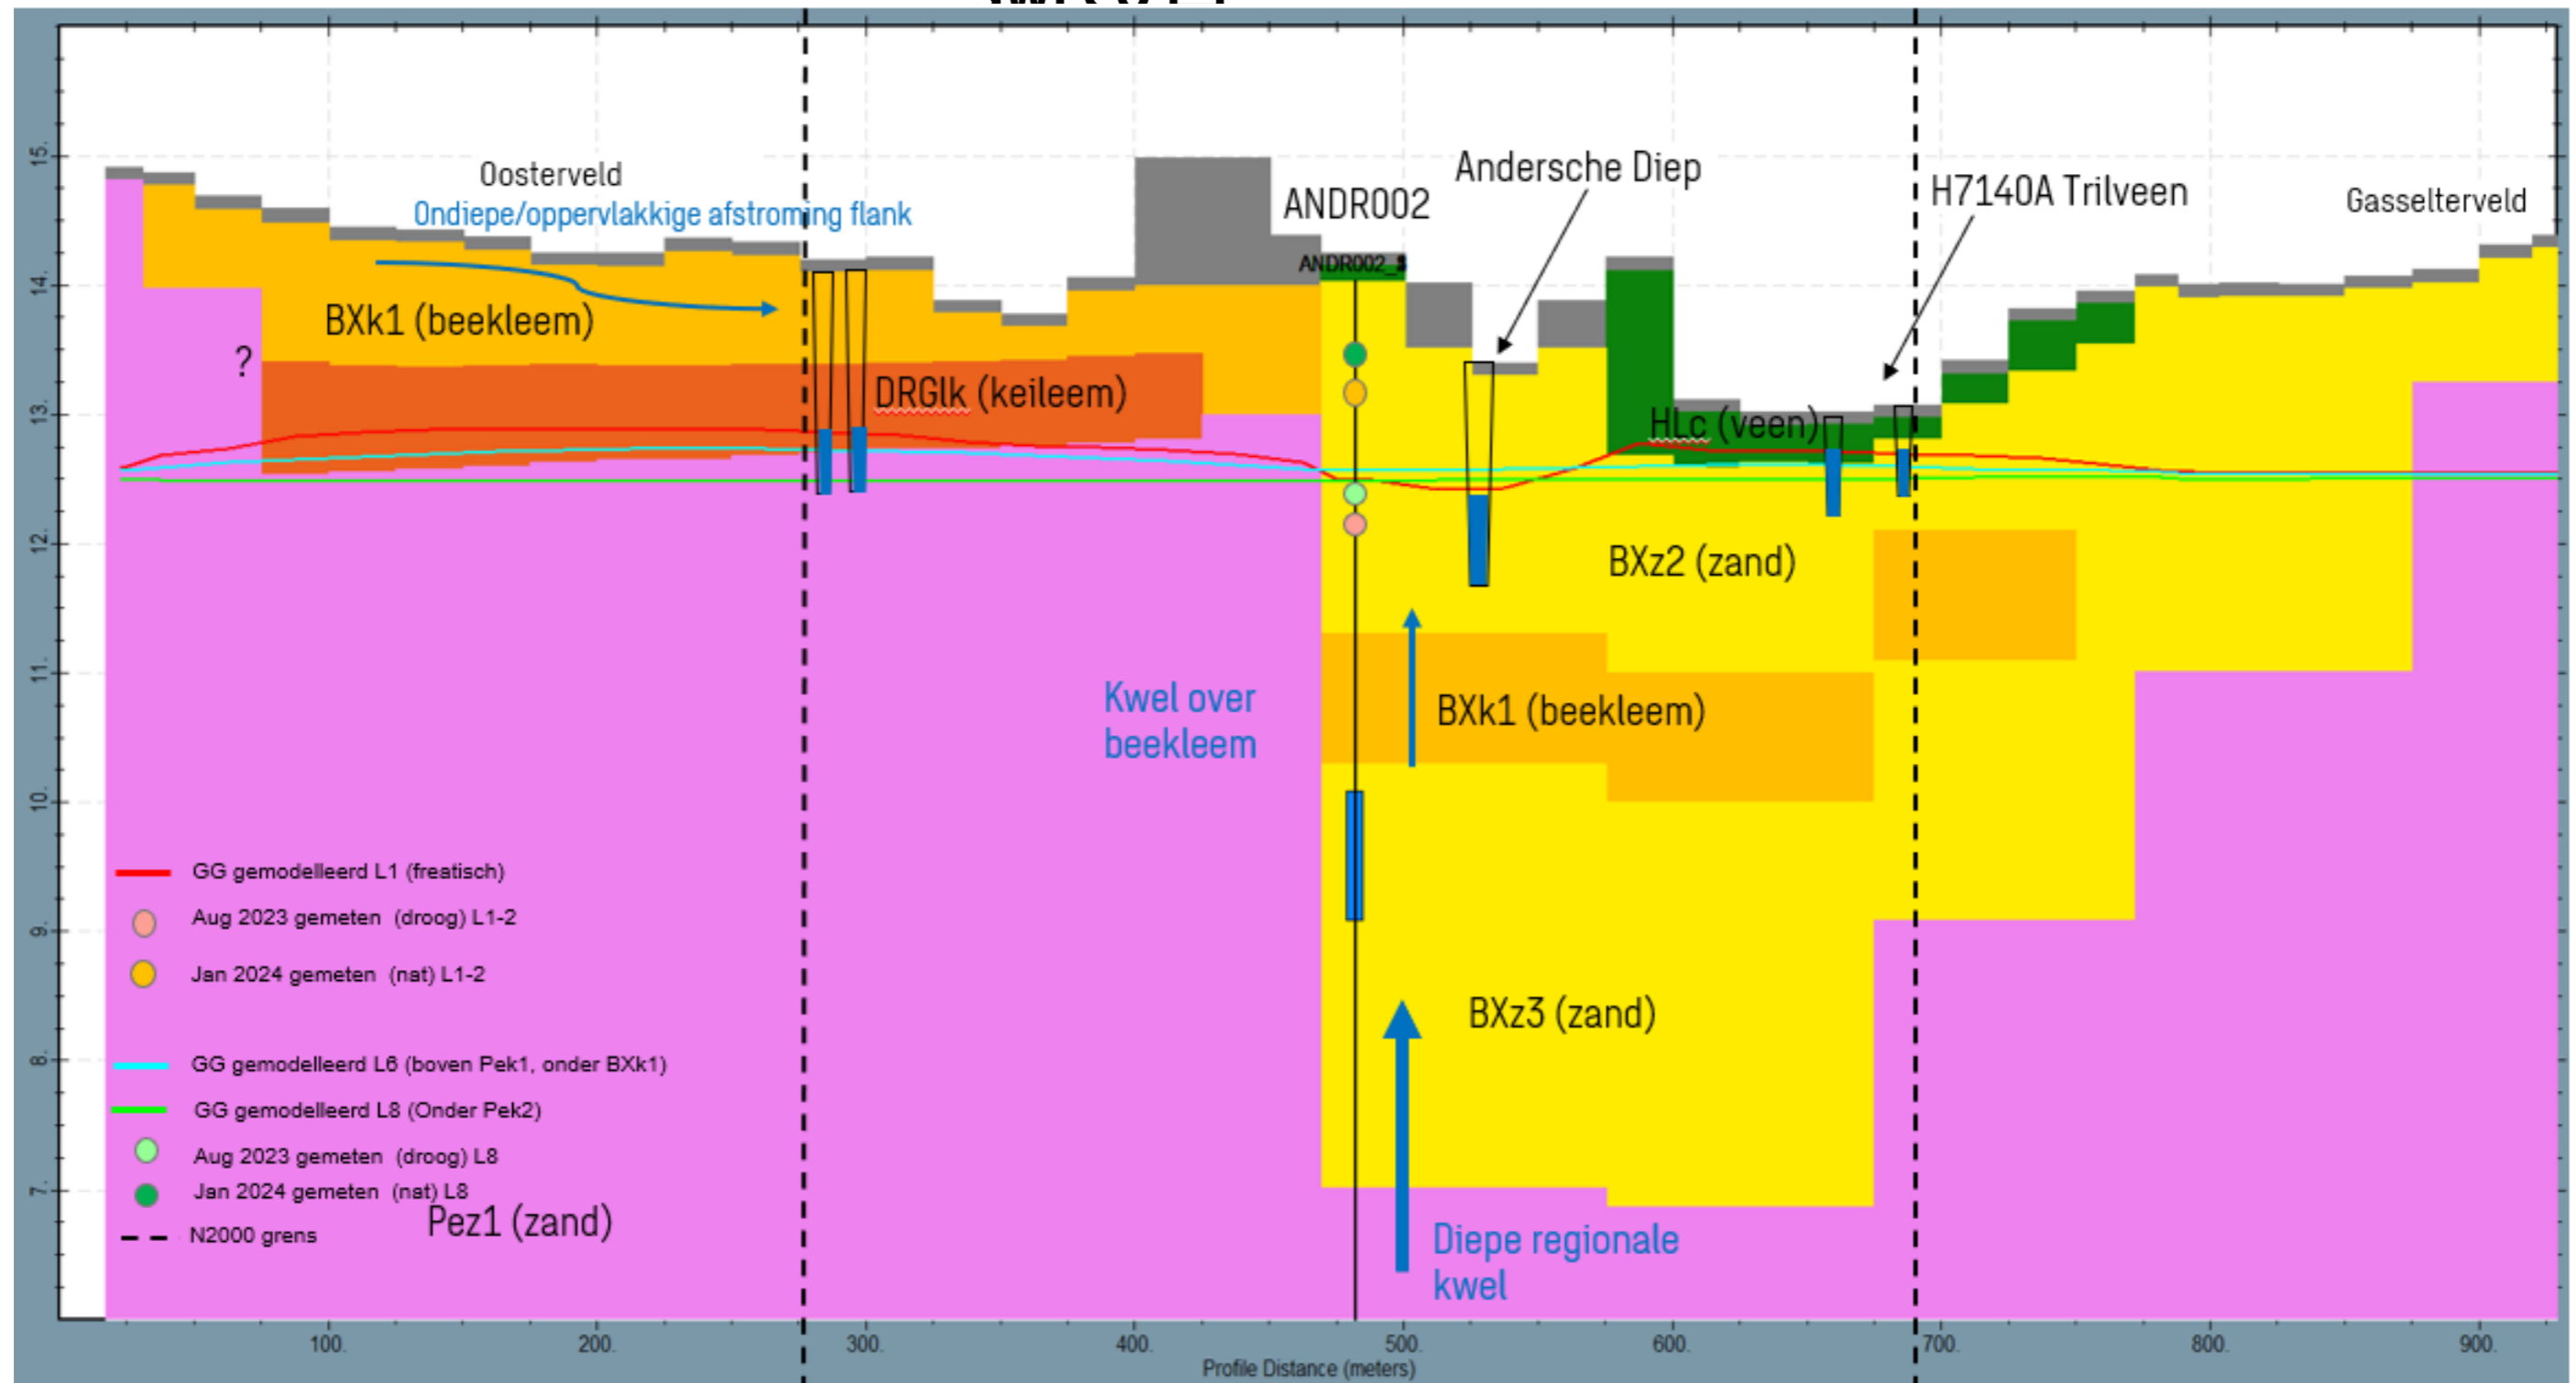 Oosterveld
Ondiepe/oppervlakkige afstroming flank
BXk1 (beekleem)
?
DRGlk (keileem)
ANDR002
Andersche Diep
H7140A Trilveen
Gasselterveld
HLc (veen)
BXz2 (zand)
Kwel over
beekleem
BXk1 (beekleem)
BXz3 (zand)
Diepe regionale
kwel
Pez1 (zand)
GG gemodelleerd L1 (freatisch)
Aug 2023 gemeten (droog) L1-2
Jan 2024 gemeten (nat) L1-2
GG gemodelleerd L6 (boven Pek1, onder BXk1)
GG gemodelleerd L8 (Onder Pek2)
Aug 2023 gemeten (droog) L8
Jan 2024 gemeten (nat) L8
N2000 grens
15.
14.
13.
12.
11.
10.
9.
8.
7.
100. 200. 300. 400. 500. 600. 700. 800. 900.
Profile Distance (meters)